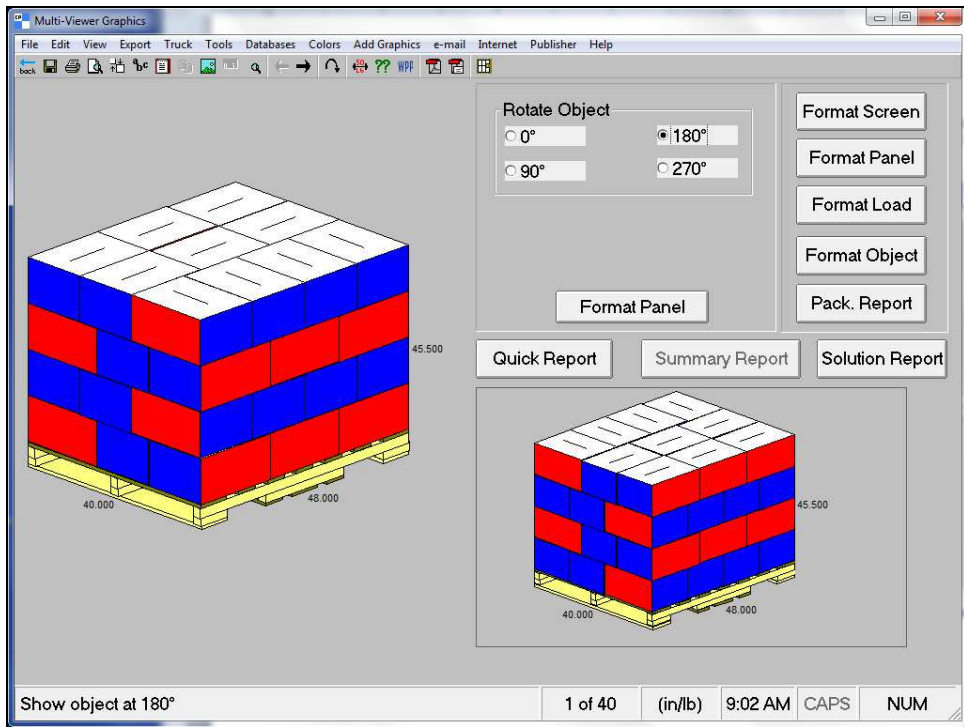 Multi-Viewer Graphics
File Edit View Export Truck Tools Databases Colors Add Graphics e-mail Internet Publisher Help
back abc ?? WPF
Rotate Object
0° 180°
90° 270°
Format Panel
Format Screen
Format Panel
Format Load
Format Object
Pack. Report
Quick Report Summary Report Solution Report
45.500
40.000 48.000
45.500
40.000 48.000
Show object at 180° 1 of 40 (in/lb) 9:02 AM CAPS NUM